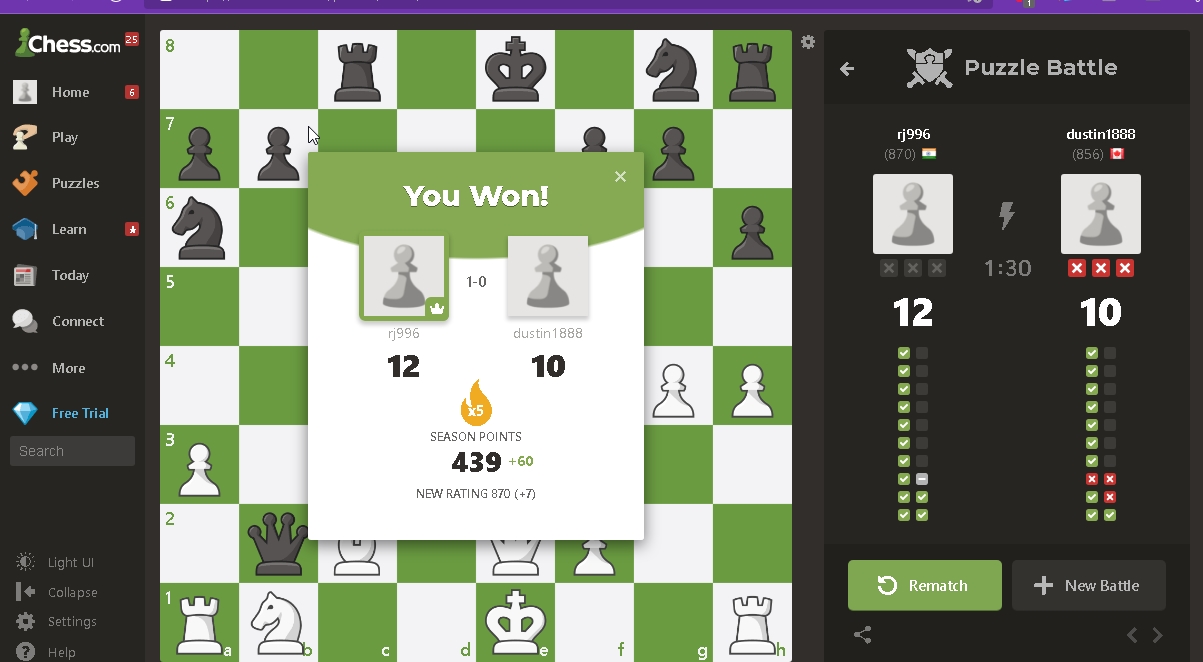 Chess.com 25
Home 6
Play
Puzzles
Learn
Today
Connect
More
Free Trial
Search
Light UI
Collapse
Settings
Help
8
7
6
5
4
3
2
1
a
b
c
d
e
f
g
h
You Won!
1-0
rj996
dustin1888
12
10
x5
SEASON POINTS
439 +60
NEW RATING 870 (+7)
1
Puzzle Battle
rj996
dustin1888
(870)
(856)
1:30
12
10
Rematch
New Battle